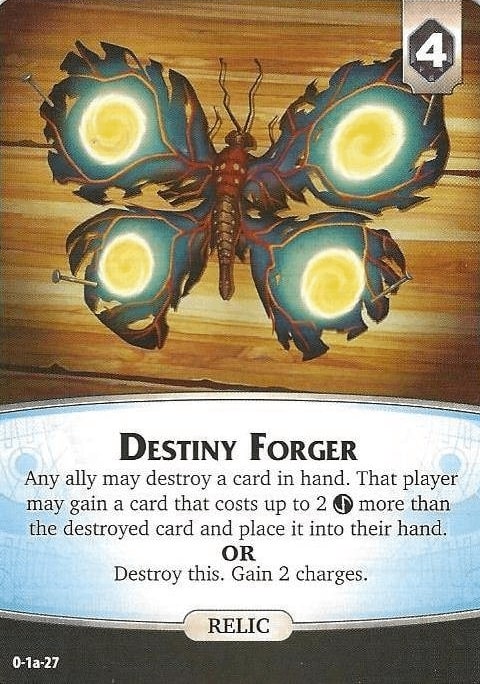 4
DESTINY FORGER
Any ally may destroy a card in hand. That player
may gain a card that costs up to 2 more than
the destroyed card and place it into their hand.
OR
Destroy this. Gain 2 charges.
RELIC
0-1a-27